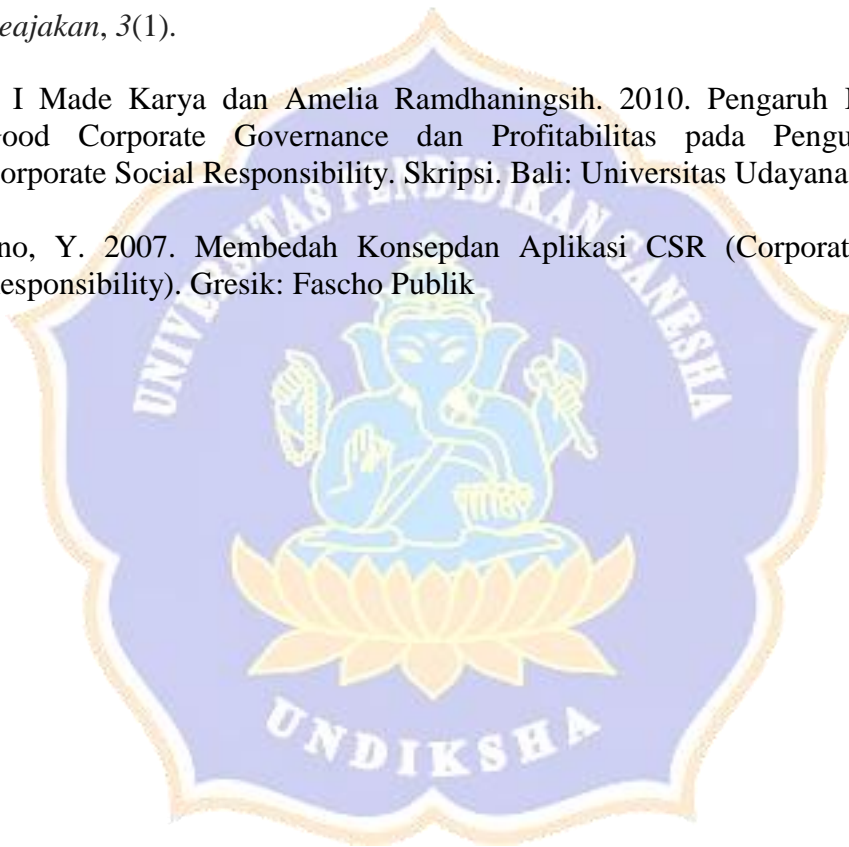 eajakan, 3(1).
I Made Karya dan Amelia Ramdhaningsih. 2010. Pengaruh
ood Corporate Governance dan Profitabilitas pada Pengu
orporate Social Responsibility. Skripsi. Bali: Universitas Udayana
no, Y. 2007. Membedah Konsepdan Aplikasi CSR (Corporat
esponsibility). Gresik: Fascho Publik
UNIVERSITAS PENDIDIKAN GANESHA
UNDIKSHA